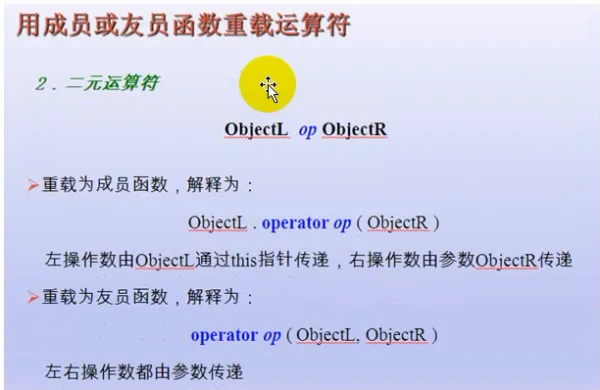 用成员或友员函数重载运算符
2．二元运算符
ObjectL op ObjectR
重载为成员函数，解释为：
ObjectL . operator op ( ObjectR )
左操作数由ObjectL通过this指针传递，右操作数由参数ObjectR传递
重载为友员函数，解释为：
operator op ( ObjectL, ObjectR )
左右操作数都由参数传递